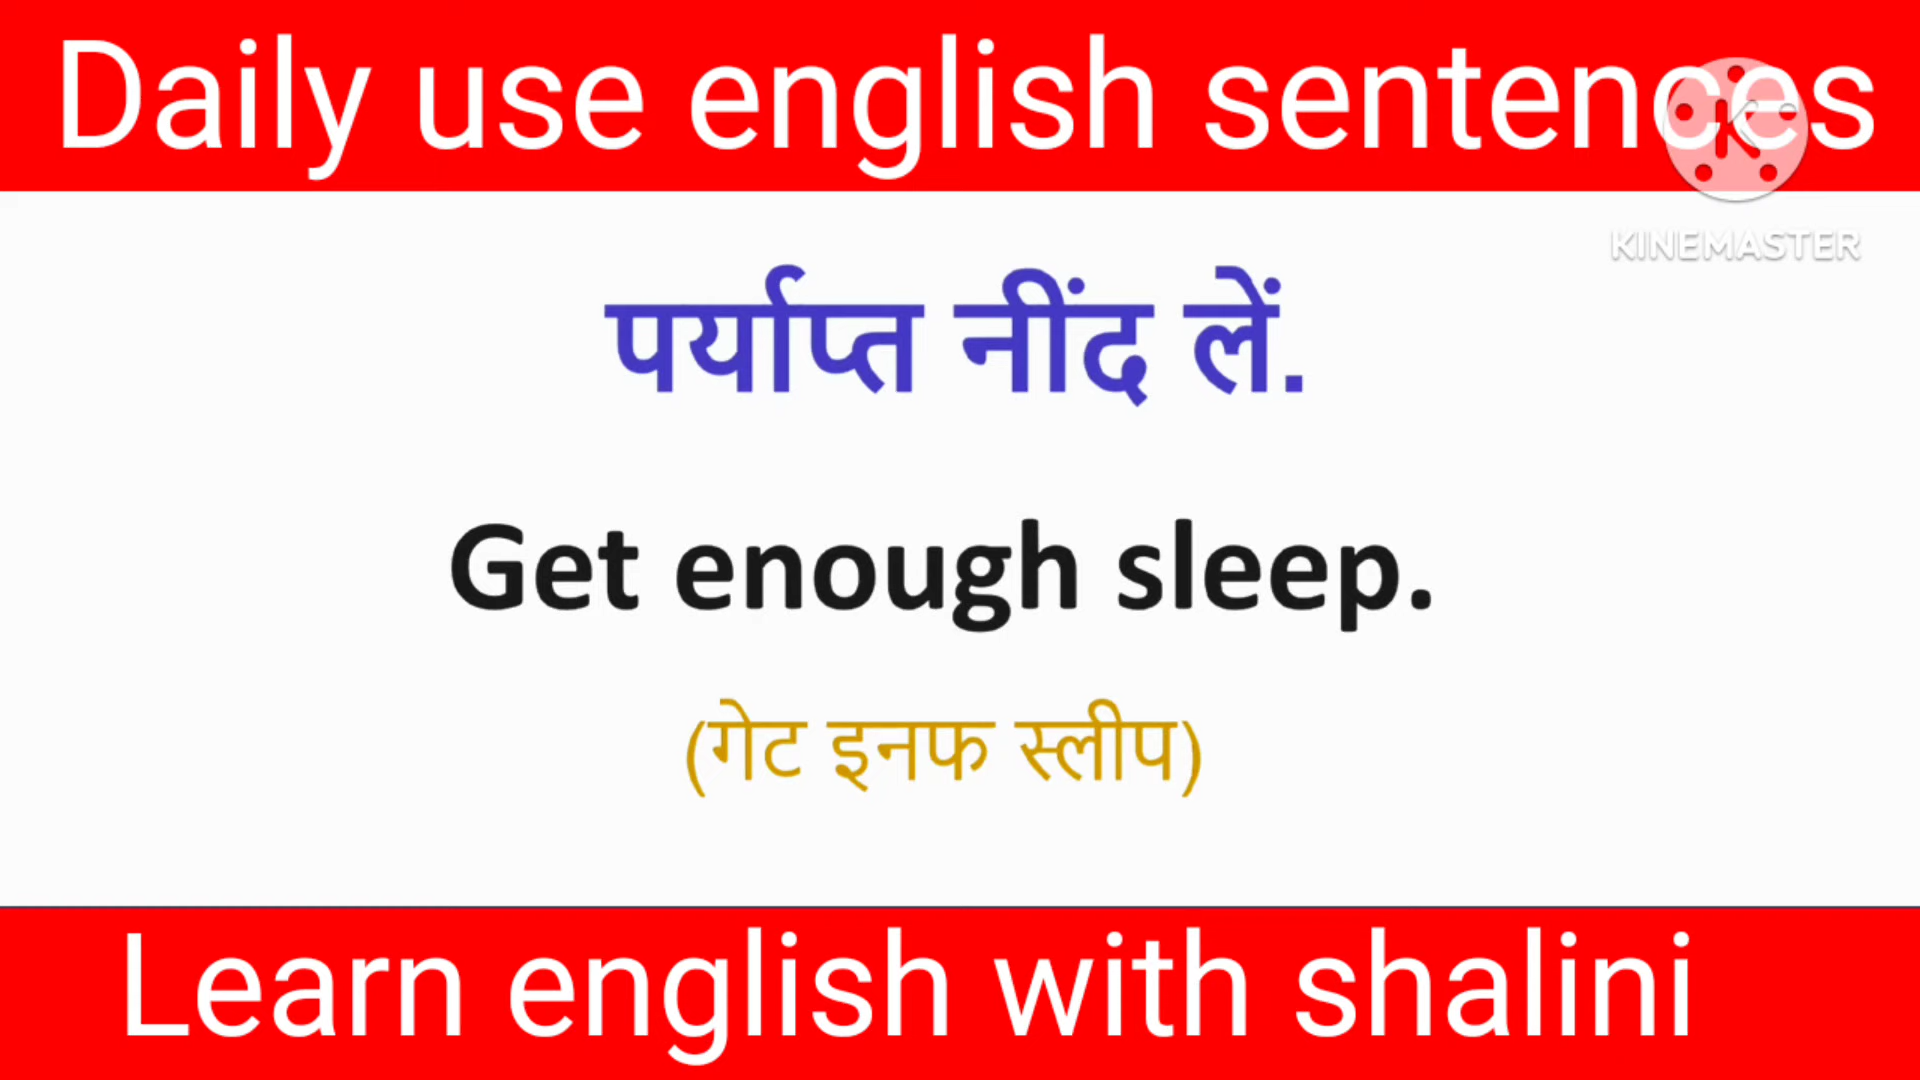 Daily use english sentences
KINEMASTER
पर्याप्त नींद लें.
Get enough sleep.
(गेट इनफ स्लीप)
Learn english with shalini